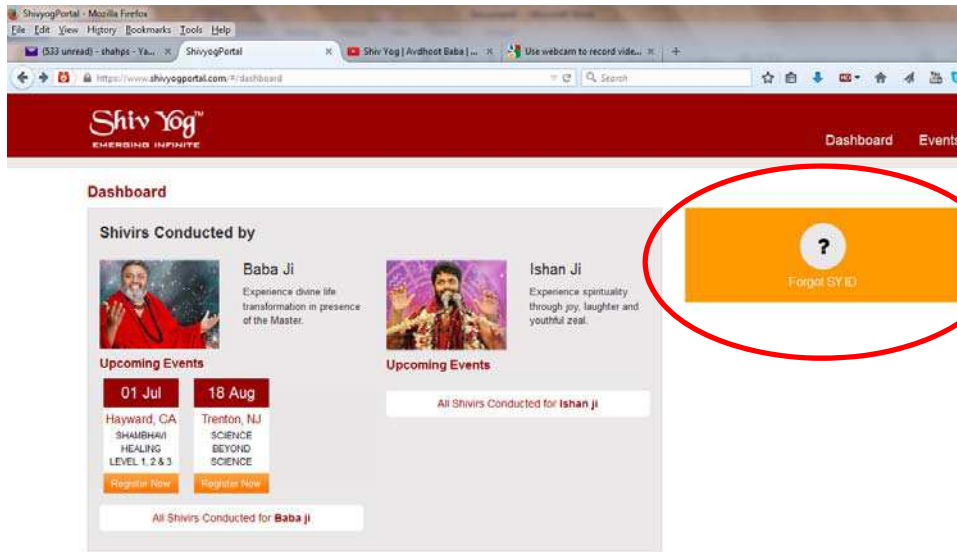 ShivyogPortal - Mozilla Firefox
File Edit View History Bookmarks Tools Help
(533 unread) - shahps - Ya... × ShivyogPortal × Shiv Yog | Avdhoot Baba | ... × Use webcam to record vide... × +
https://www.shivyogportal.com/#/dashboard Search
Shiv Yog™
EMERGING INFINITE
Dashboard Events
Dashboard
Shivirs Conducted by
Baba Ji
Experience divine life
transformation in presence
of the Master.
Ishan Ji
Experience spirituality
through joy, laughter and
youthful zeal.
?
Forgot SY ID
Upcoming Events
Upcoming Events
01 Jul
Hayward, CA
SHAMBHAVI
HEALING
LEVEL 1, 2 & 3
Register Now
18 Aug
Trenton, NJ
SCIENCE
BEYOND
SCIENCE
Register Now
All Shivirs Conducted for Ishan ji
All Shivirs Conducted for Baba ji